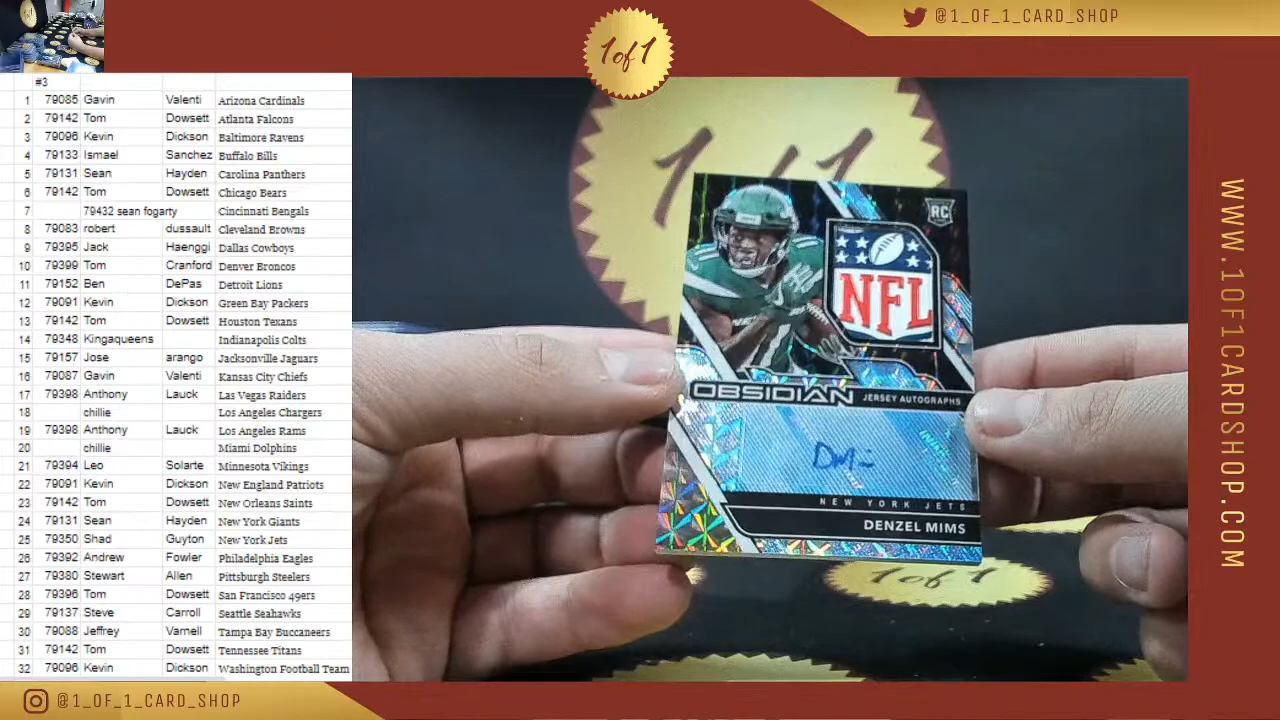 @1_OF_1_CARD_SHOP
1of1
#3
1 79085 Gavin Valenti Arizona Cardinals
2 79142 Tom Dowsett Atlanta Falcons
3 79096 Kevin Dickson Baltimore Ravens
4 79133 Ismael Sanchez Buffalo Bills
5 79131 Sean Hayden Carolina Panthers
6 79142 Tom Dowsett Chicago Bears
7 79432 sean fogarty Cincinnati Bengals
8 79083 robert dussault Cleveland Browns
9 79395 Jack Haenggi Dallas Cowboys
10 79399 Tom Cranford Denver Broncos
11 79152 Ben DePas Detroit Lions
12 79091 Kevin Dickson Green Bay Packers
13 79142 Tom Dowsett Houston Texans
14 79348 Kingaqueens Indianapolis Colts
15 79157 Jose arango Jacksonville Jaguars
16 79087 Gavin Valenti Kansas City Chiefs
17 79398 Anthony Lauck Las Vegas Raiders
18 chillie Los Angeles Chargers
19 79398 Anthony Lauck Los Angeles Rams
20 chillie Miami Dolphins
21 79394 Leo Solarte Minnesota Vikings
22 79091 Kevin Dickson New England Patriots
23 79142 Tom Dowsett New Orleans Saints
24 79131 Sean Hayden New York Giants
25 79350 Shad Guyton New York Jets
26 79392 Andrew Fowler Philadelphia Eagles
27 79380 Stewart Allen Pittsburgh Steelers
28 79396 Tom Dowsett San Francisco 49ers
29 79137 Steve Carroll Seattle Seahawks
30 79088 Jeffrey Varnell Tampa Bay Buccaneers
31 79142 Tom Dowsett Tennessee Titans
32 79096 Kevin Dickson Washington Football Team
1/1
RC
NFL
OBSIDIAN JERSEY AUTOGRAPHS
NEW YORK JETS
DENZEL MIMS
1 of 1
WWW.1OF1CARDSHOP.COM
@1_OF_1_CARD_SHOP